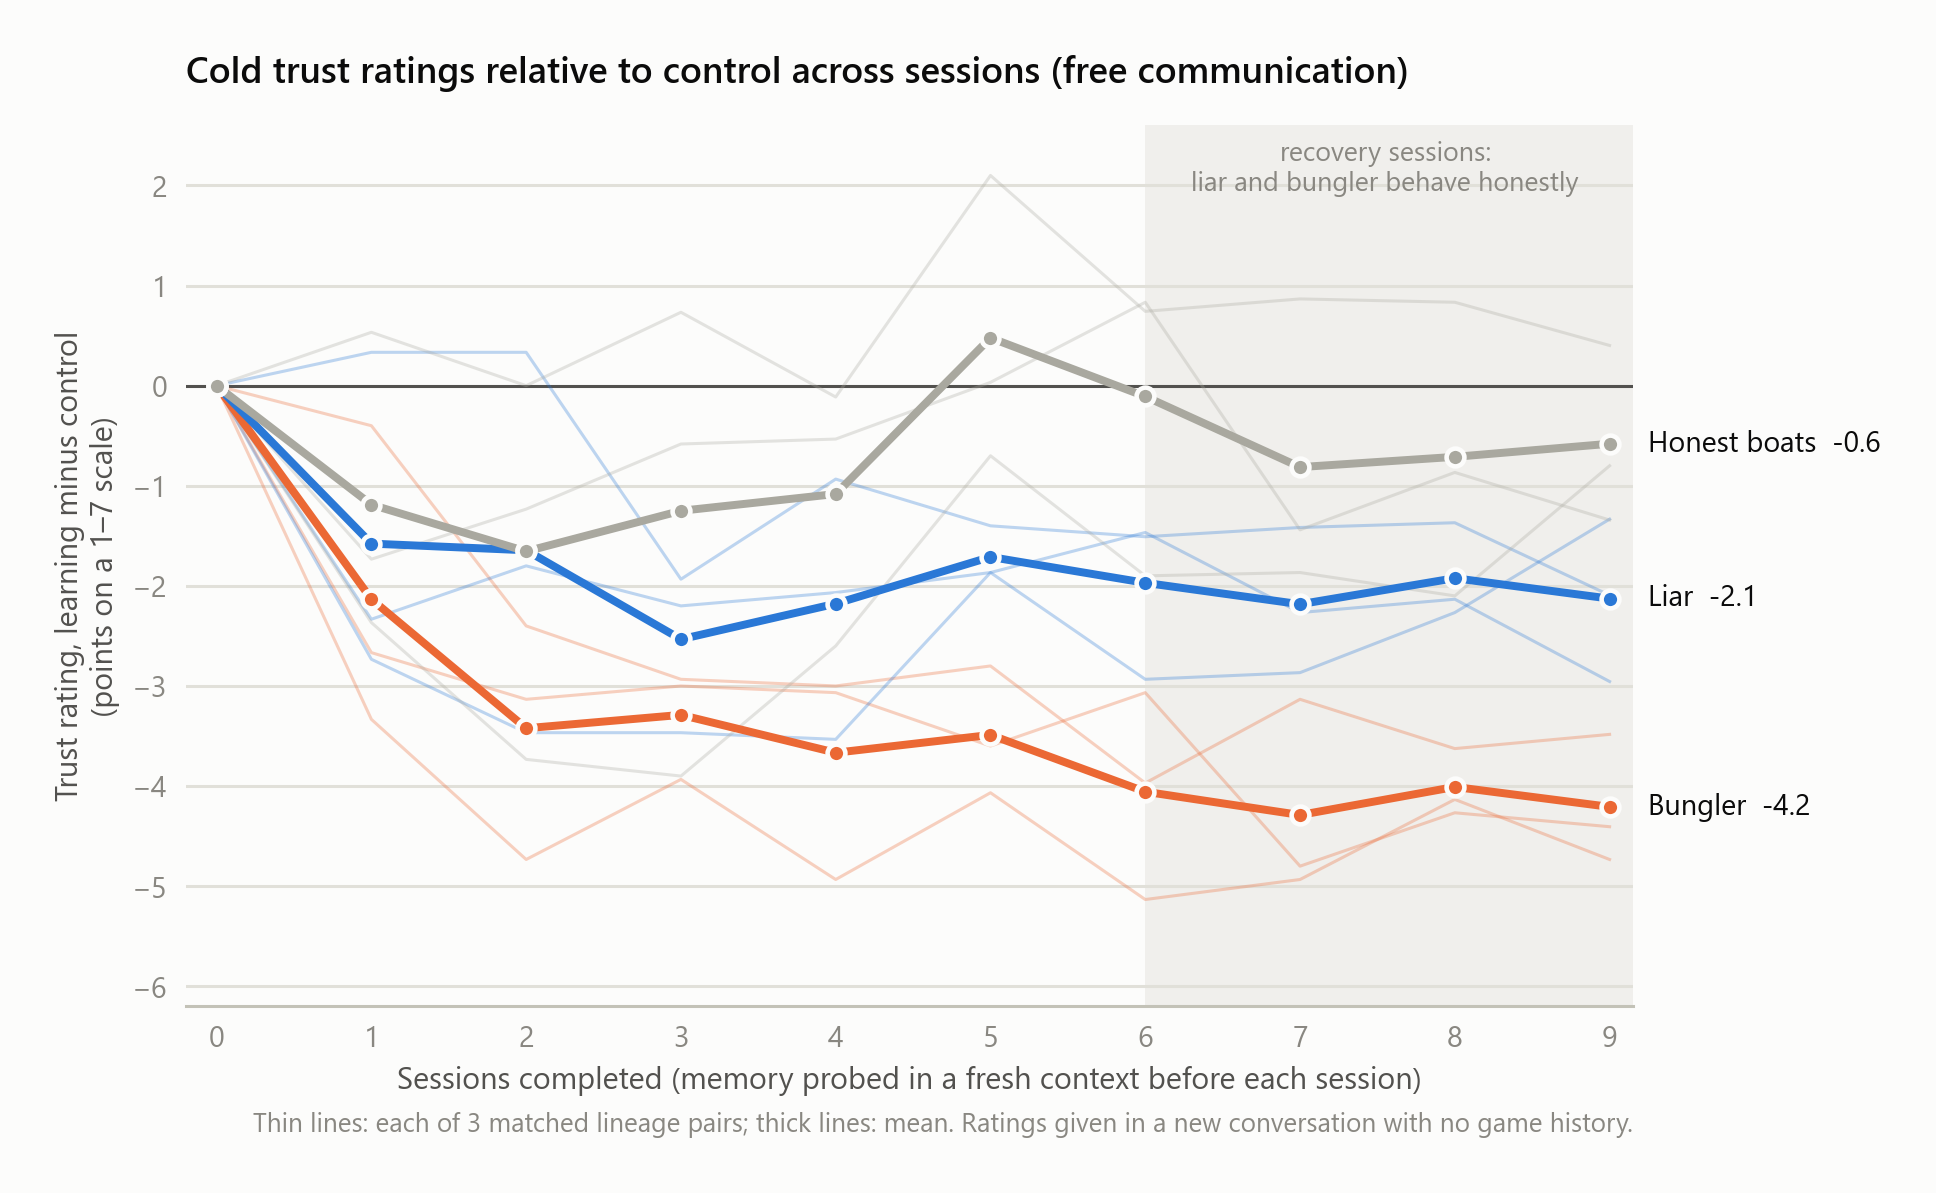 Cold trust ratings relative to control across sessions (free communication)
recovery sessions:
liar and bungler behave honestly
2
1
0
−1
−2
−3
−4
−5
−6
Trust rating, learning minus control
(points on a 1–7 scale)
Honest boats -0.6
Liar -2.1
Bungler -4.2
0 1 2 3 4 5 6 7 8 9
Sessions completed (memory probed in a fresh context before each session)
Thin lines: each of 3 matched lineage pairs; thick lines: mean. Ratings given in a new conversation with no game history.